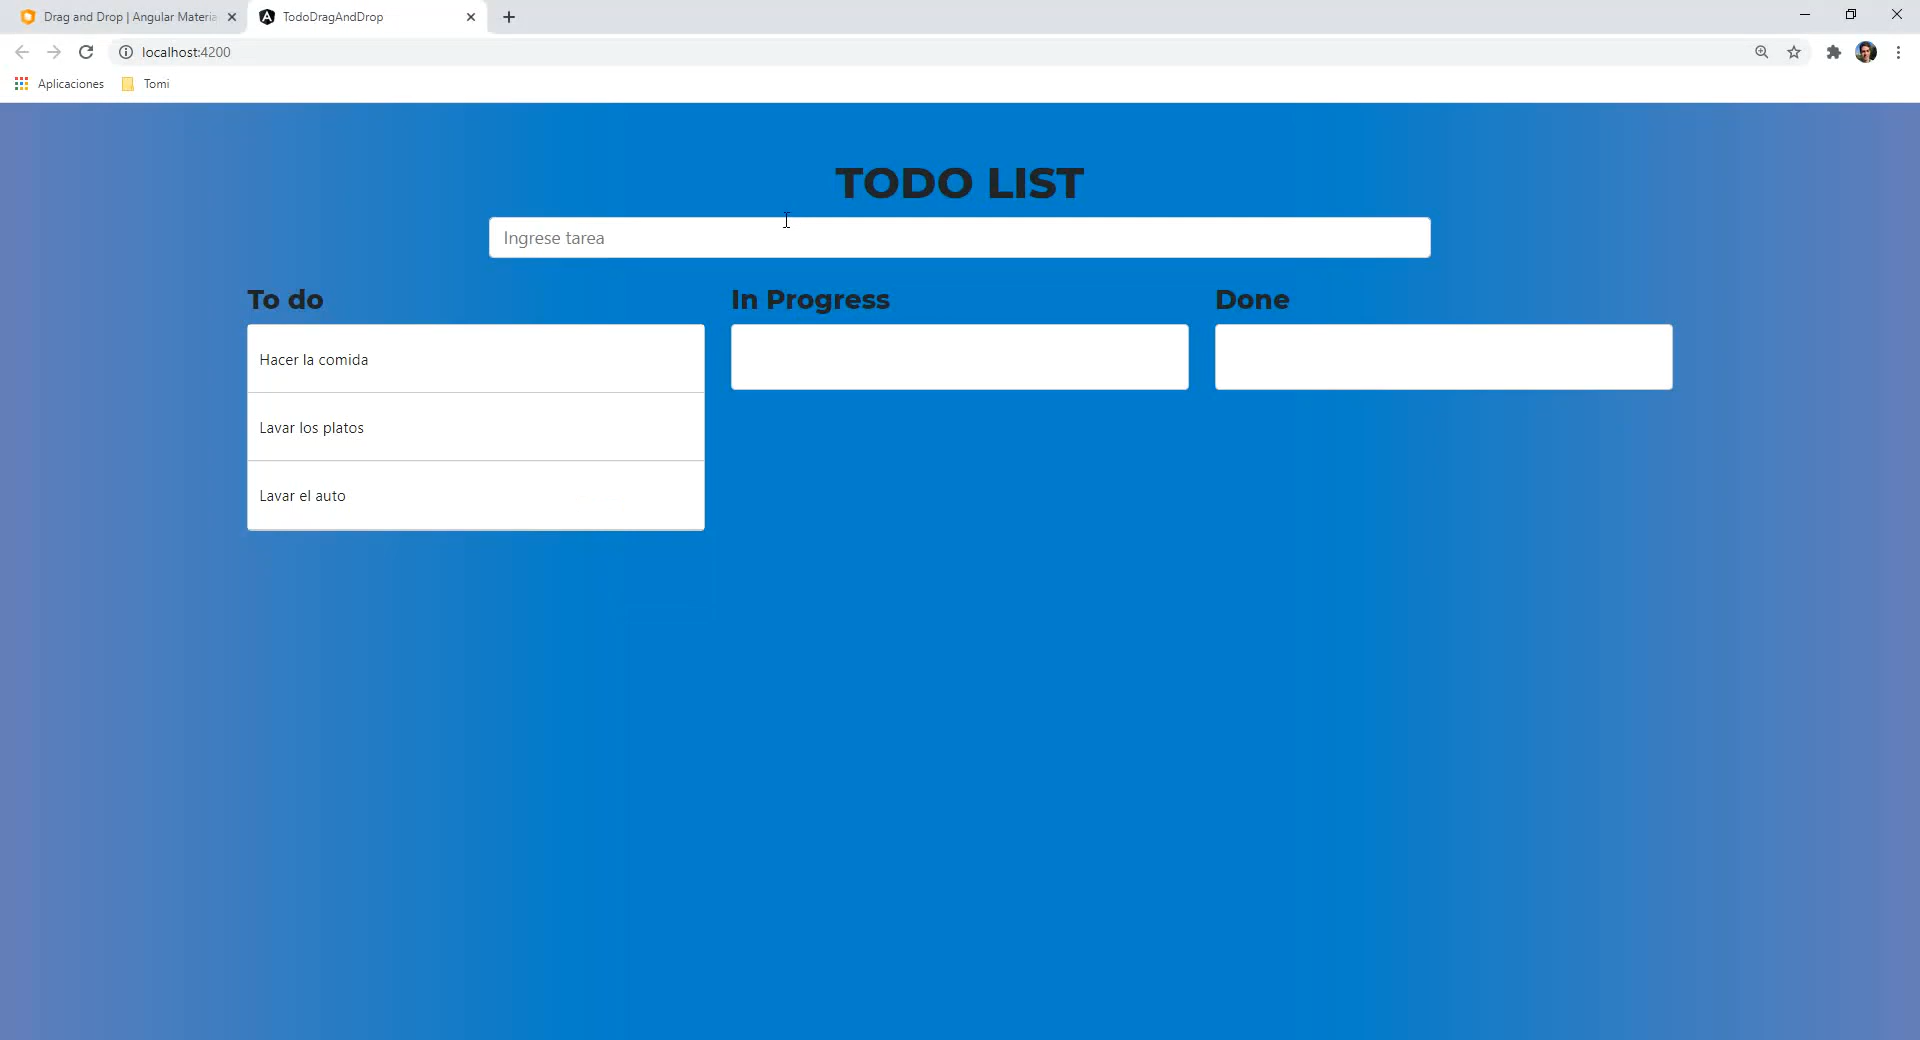 Drag and Drop | Angular Materia
TodoDragAndDrop
localhost:4200
Aplicaciones
Tomi
TODO LIST
Ingrese tarea
To do
In Progress
Done
Hacer la comida
Lavar los platos
Lavar el auto